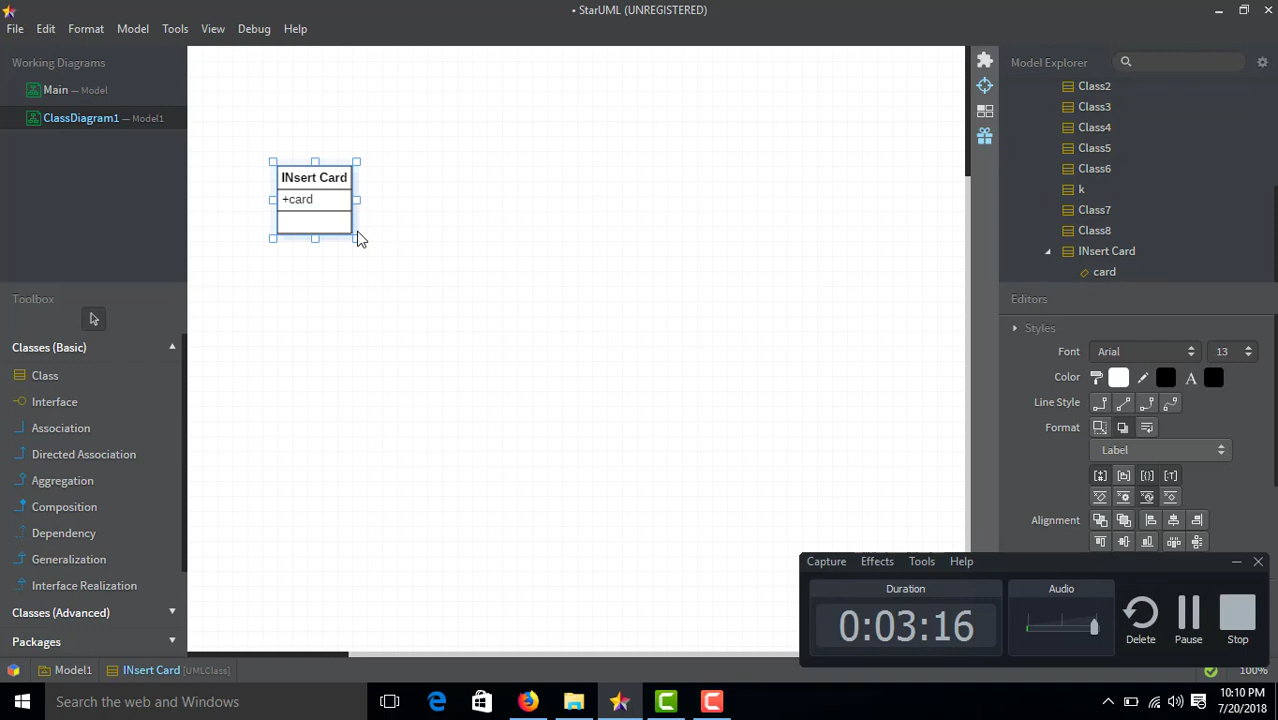 • StarUML (UNREGISTERED)
File Edit Format Model Tools View Debug Help
Working Diagrams
Main — Model
ClassDiagram1 — Model1
INsert Card
+card
Toolbox
Classes (Basic)
Class
Interface
Association
Directed Association
Aggregation
Composition
Dependency
Generalization
Interface Realization
Classes (Advanced)
Packages
Model Explorer
Class2
Class3
Class4
Class5
Class6
k
Class7
Class8
INsert Card
card
Editors
Styles
Font Arial 13
Color A
Line Style
Format
Label
Alignment
Capture Effects Tools Help
Duration
0:03:16
Audio
Delete
Pause
Stop
Model1 INsert Card [UMLClass]
100%
Search the web and Windows
10:10 PM
7/20/2018